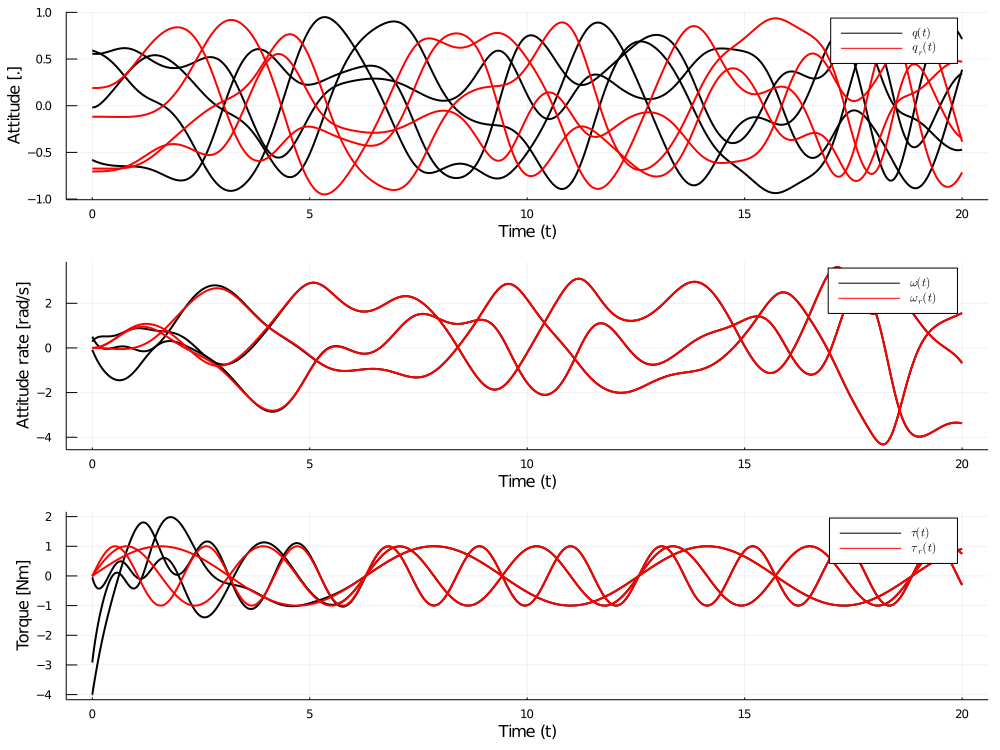 Attitude [.]
1.0
0.5
0.0
−0.5
−1.0
q(t)
q_r(t)
0 5 10 15 20
Time (t)
Attitude rate [rad/s]
2
0
−2
−4
ω(t)
ω_r(t)
0 5 10 15 20
Time (t)
Torque [Nm]
2
1
0
−1
−2
−3
−4
τ(t)
τ_r(t)
0 5 10 15 20
Time (t)